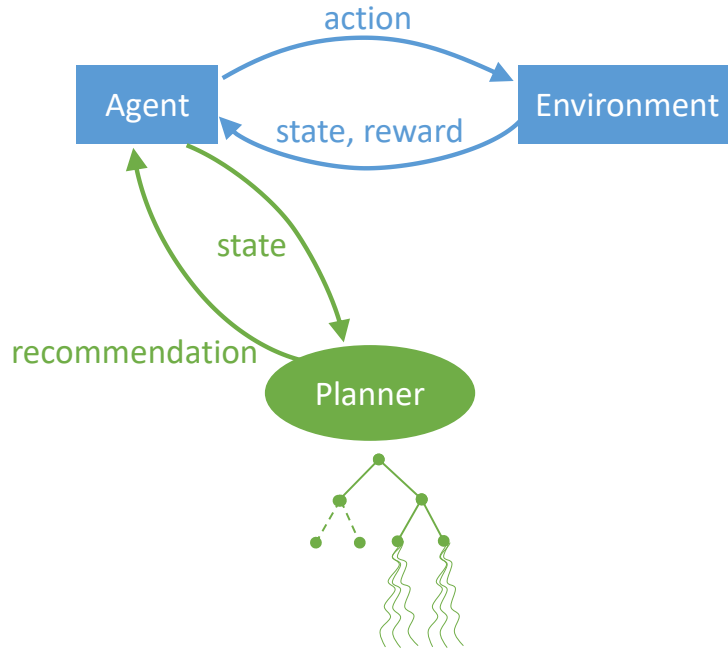 action
Agent
Environment
state, reward
state
recommendation
Planner